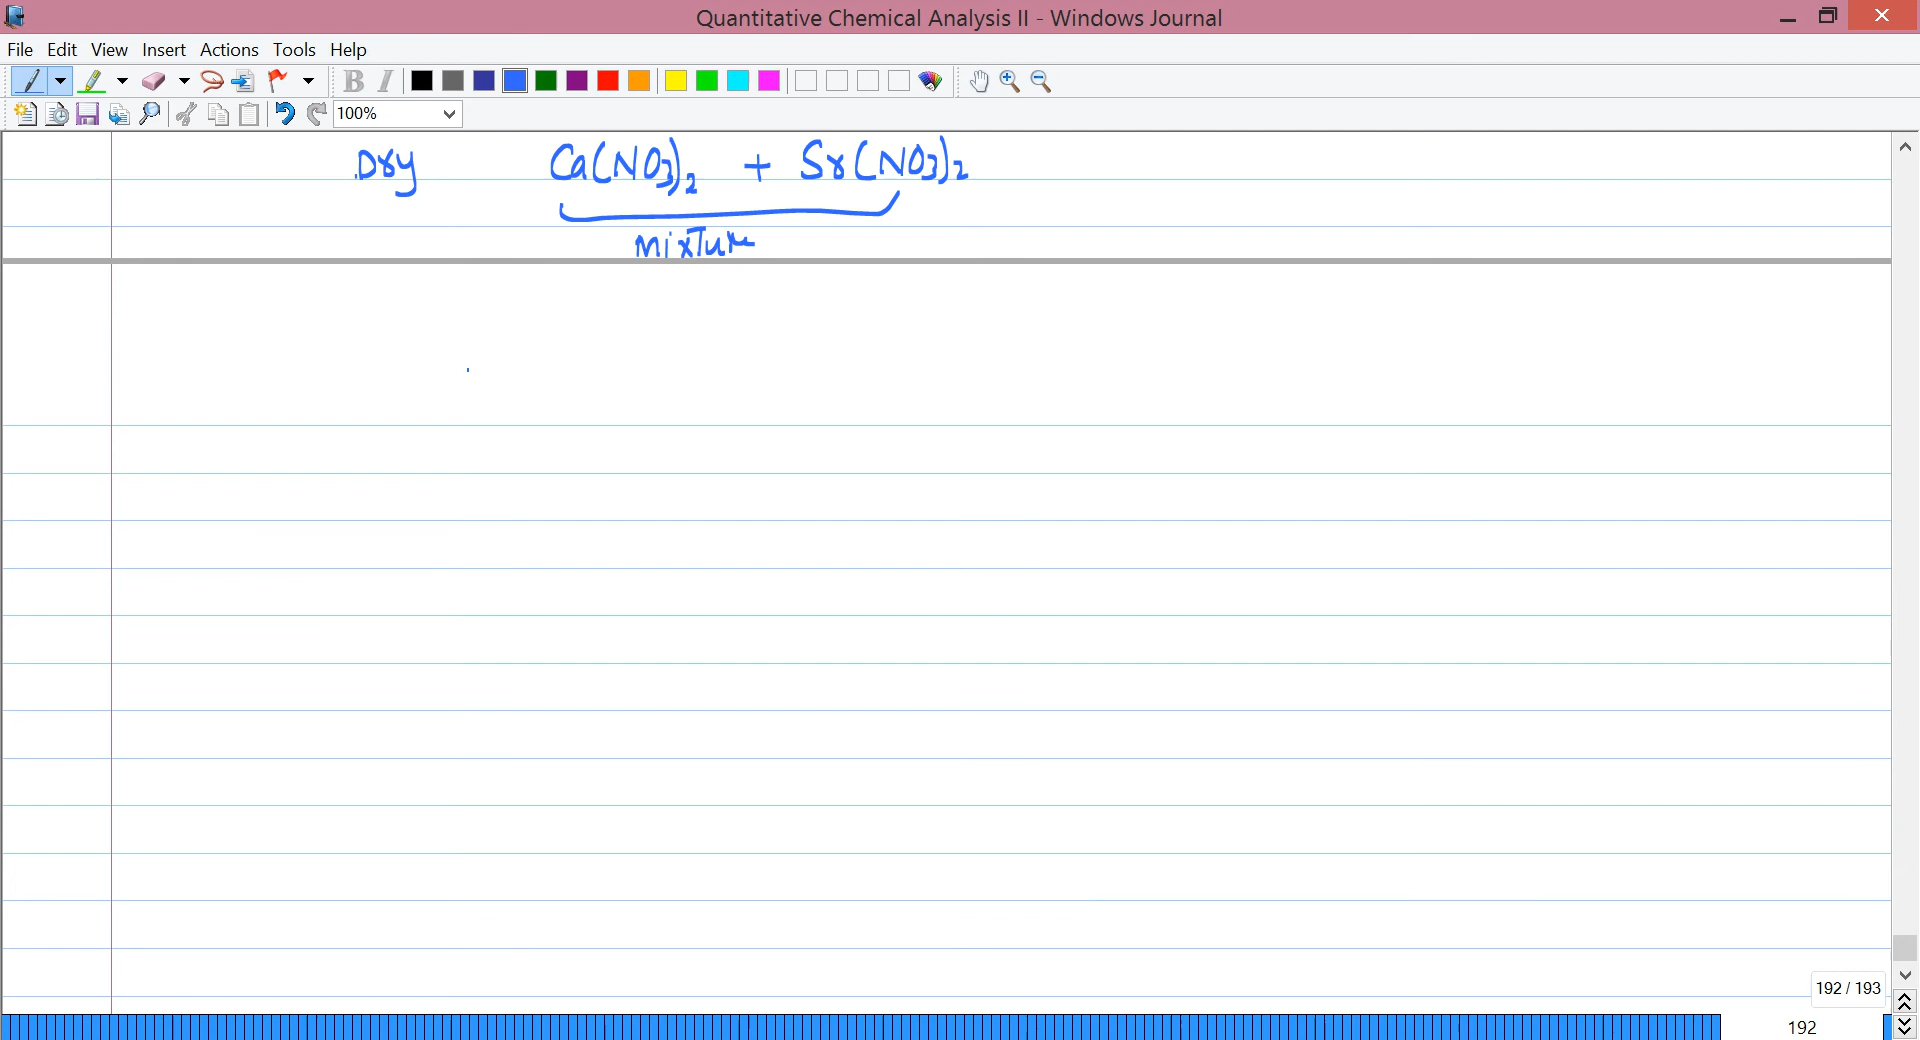 Quantitative Chemical Analysis II - Windows Journal
File Edit View Insert Actions Tools Help
B I
100%
Dry Ca(NO3)2 + Sr(NO3)2
Mixture
192 / 193
192